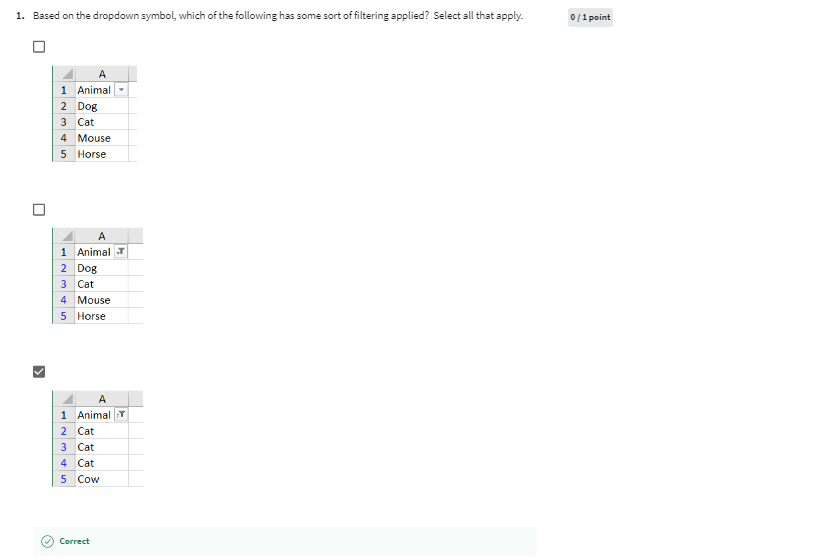 1. Based on the dropdown symbol, which of the following has some sort of filtering applied? Select all that apply.
0 / 1 point
A
1 Animal
2 Dog
3 Cat
4 Mouse
5 Horse
A
1 Animal
2 Dog
3 Cat
4 Mouse
5 Horse
A
1 Animal
2 Cat
3 Cat
4 Cat
5 Cow
Correct